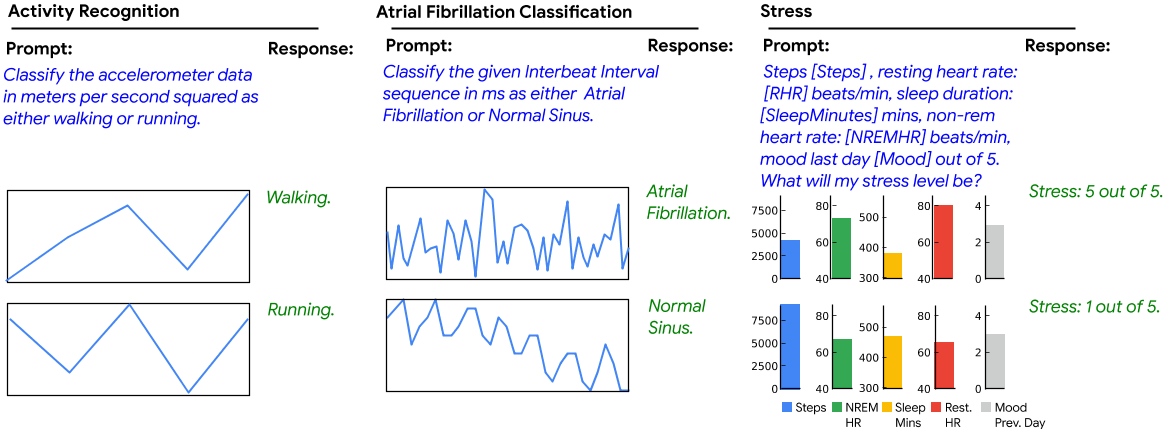 Activity Recognition
Prompt:
Response:
Classify the accelerometer data
in meters per second squared as
either walking or running.
Walking.
Running.
Atrial Fibrillation Classification
Prompt:
Response:
Classify the given Interbeat Interval
sequence in ms as either Atrial
Fibrillation or Normal Sinus.
Atrial
Fibrillation.
Normal
Sinus.
Stress
Prompt:
Response:
Steps [Steps] , resting heart rate:
[RHR] beats/min, sleep duration:
[SleepMinutes] mins, non-rem
heart rate: [NREMHR] beats/min,
mood last day [Mood] out of 5.
What will my stress level be?
Stress: 5 out of 5.
7500
5000
2500
0
80
60
40
500
400
300
80
60
40
4
2
0
Stress: 1 out of 5.
7500
5000
2500
0
80
60
40
500
400
300
80
60
40
4
2
0
Steps
NREM
HR
Sleep
Mins
Rest.
HR
Mood
Prev. Day